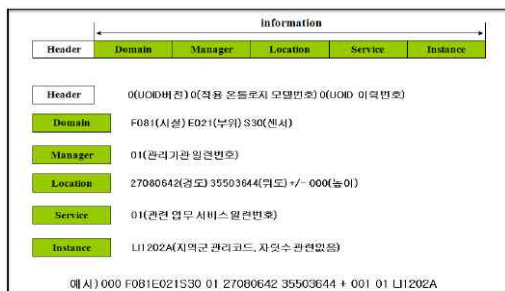 information
Header Domain Manager Location Service Instance
Header 0(UOID버전) 0(적용 온톨로지 모델번호) 0(UOID 이력번호)
Domain F081(시설) E021(부위) S30(센서)
Manager 01(관리기관 일련번호)
Location 27080642(경도) 35503644(위도) +/- 000(높이)
Service 01(관련 업무 서비스 일련번호)
Instance LI1202A(지역군 관리코드, 자릿수 관련없음)
예시) 000 F081E021S30 01 27080642 35503644 + 001 01 LI1202A